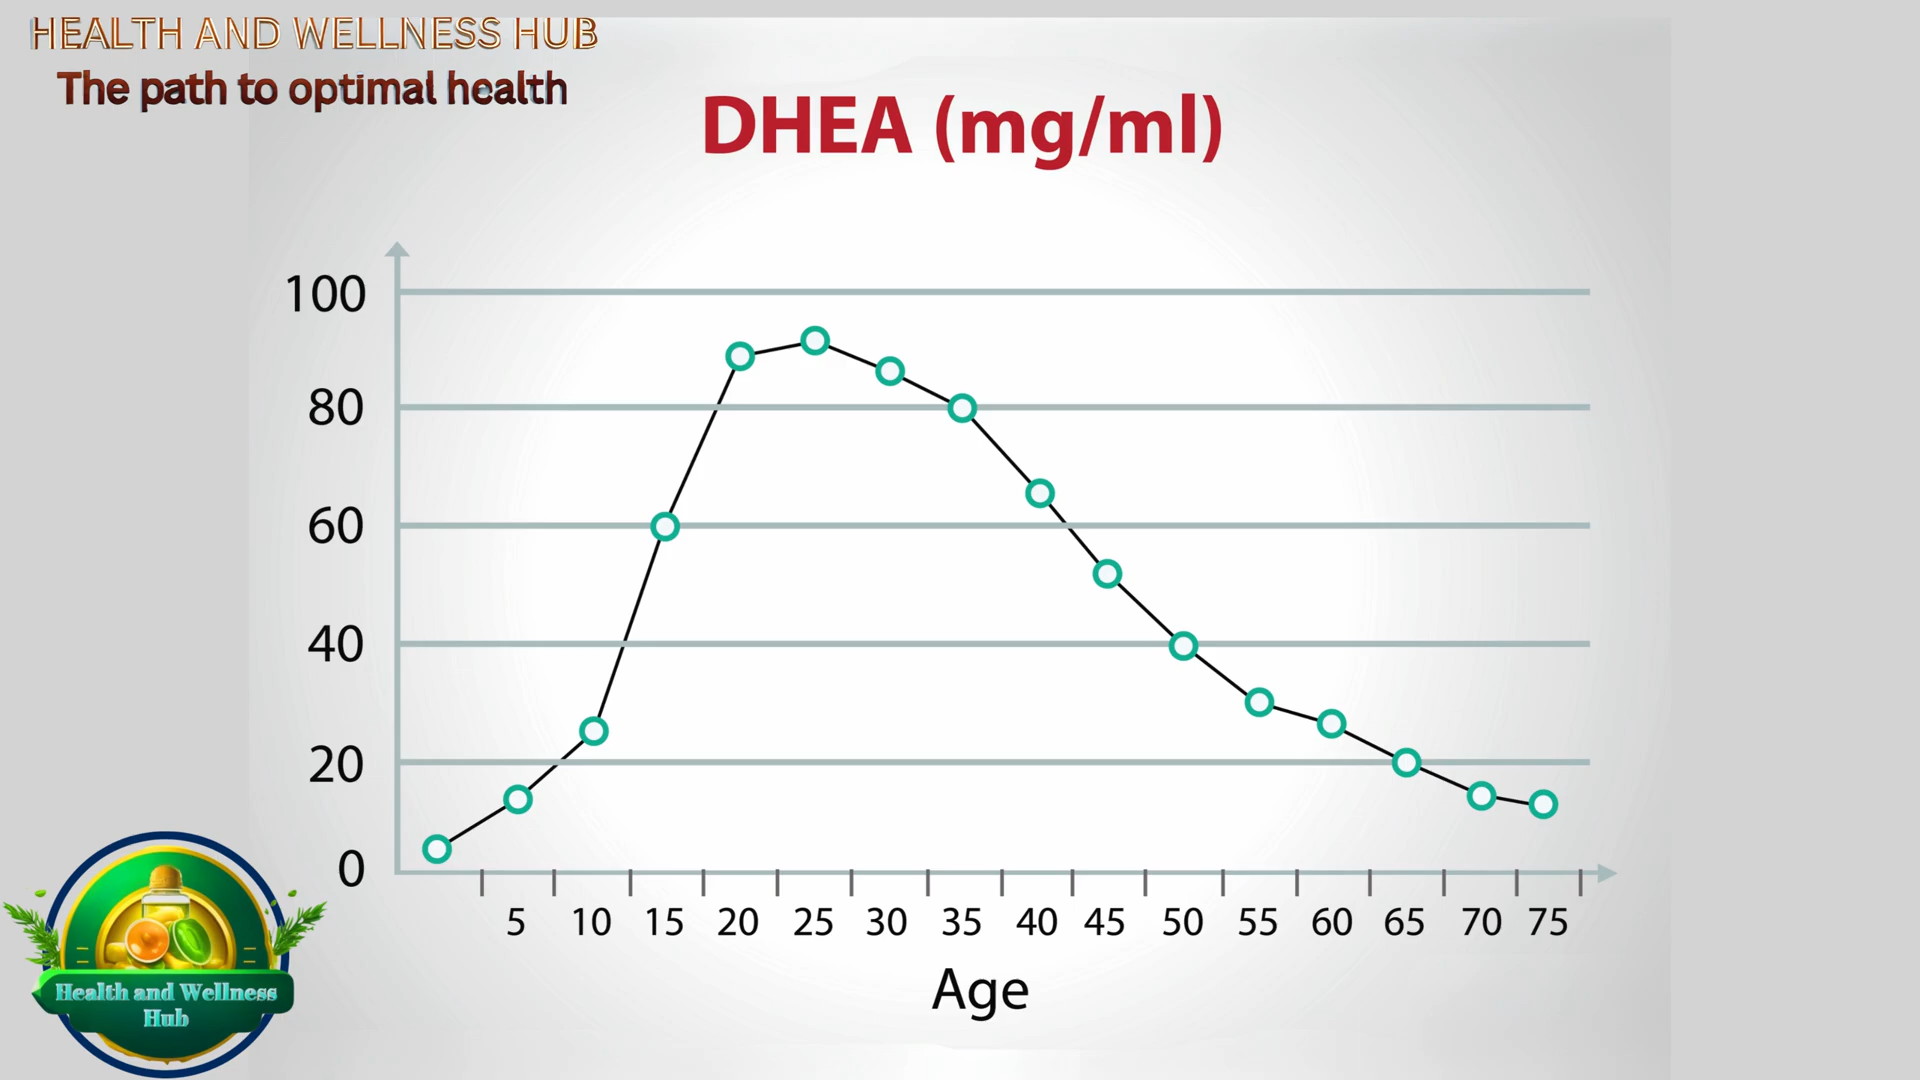 HEALTH AND WELLNESS HUB
The path to optimal health
DHEA (mg/ml)
100
80
60
40
20
0
5 10 15 20 25 30 35 40 45 50 55 60 65 70 75
Age
Health and Wellness
Hub